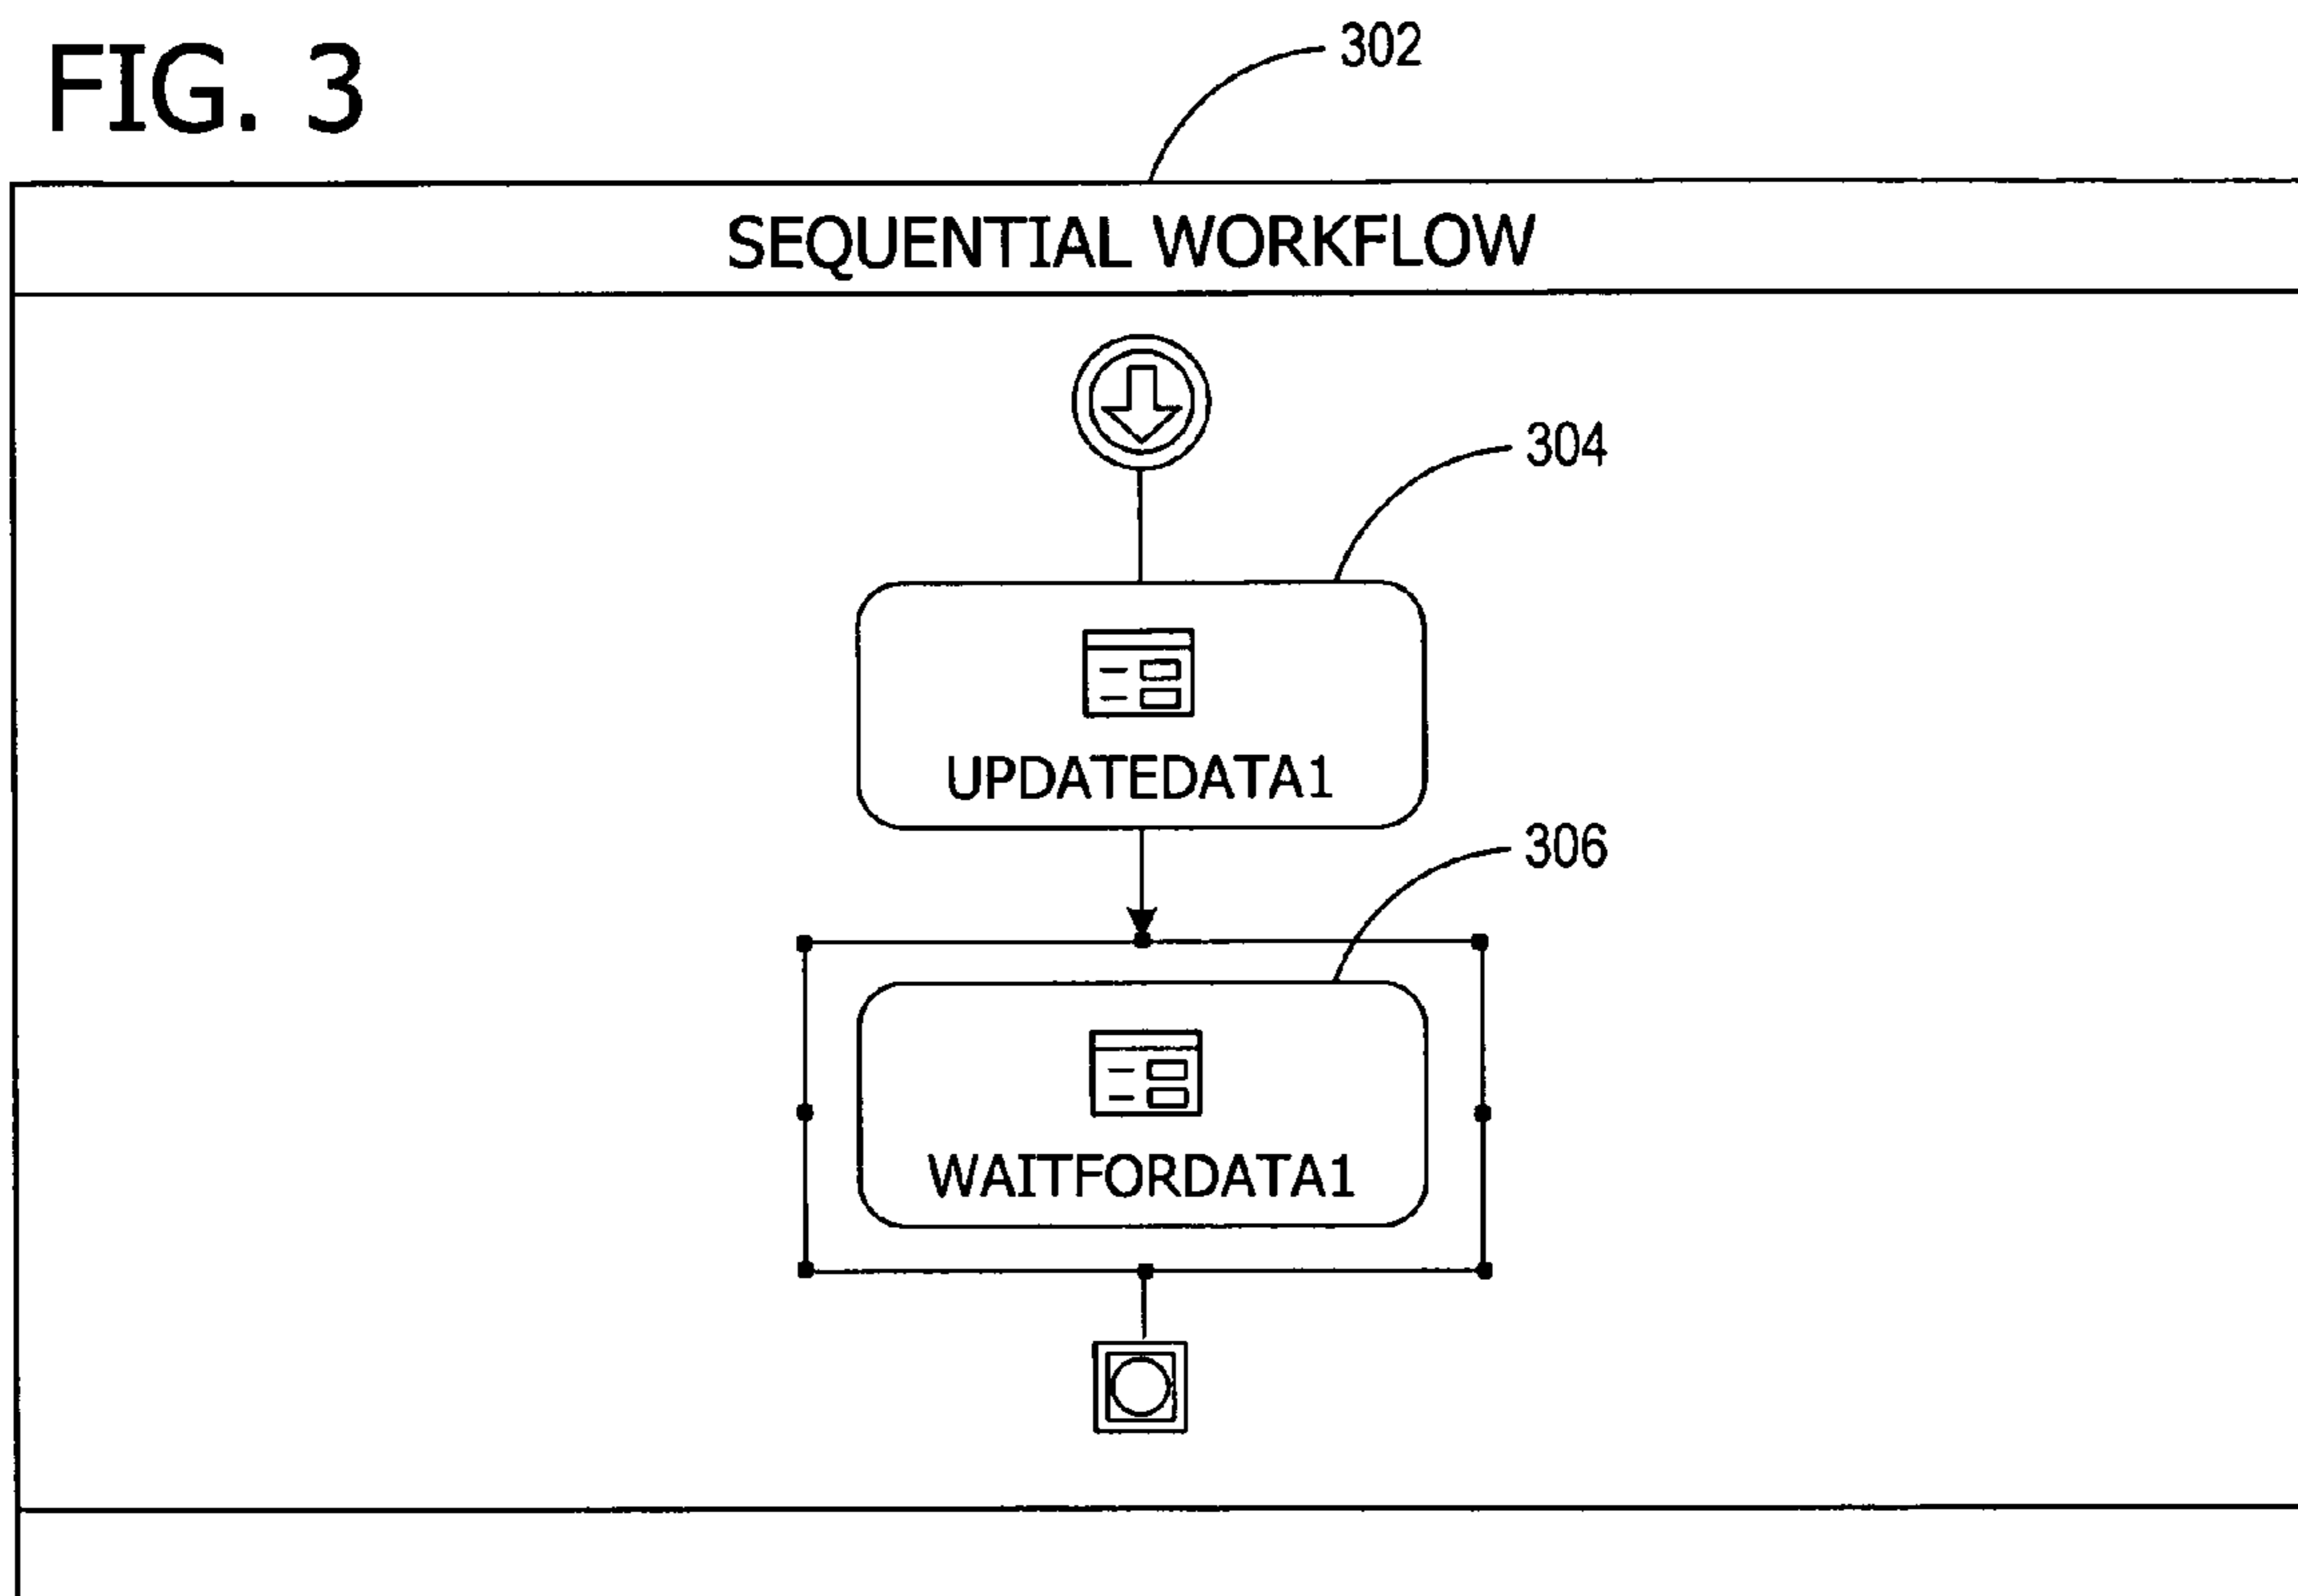 FIG. 3
302
SEQUENTIAL WORKFLOW
304
UPDATEDATA1
306
WAITFORDATA1